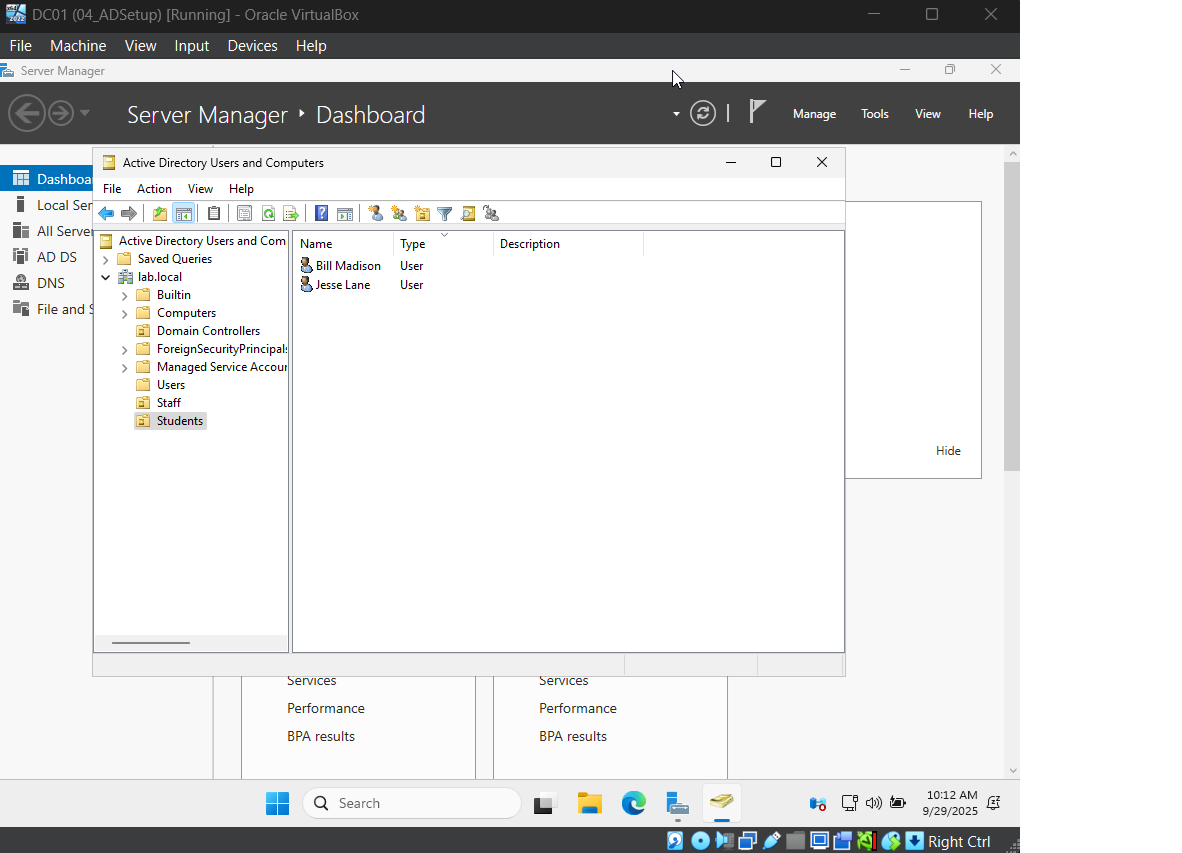 DC01 (04_ADSetup) [Running] - Oracle VirtualBox
File Machine View Input Devices Help
Server Manager
Server Manager ‣ Dashboard
Manage Tools View Help
Active Directory Users and Computers
File Action View Help
Dashboa
Local Ser
All Server
AD DS
DNS
File and S
Active Directory Users and Com
Saved Queries
lab.local
Builtin
Computers
Domain Controllers
ForeignSecurityPrincipals
Managed Service Accour
Users
Staff
Students
Name Type Description
Bill Madison User
Jesse Lane User
Hide
Services
Performance
BPA results
Services
Performance
BPA results
Search
10:12 AM
9/29/2025
Right Ctrl